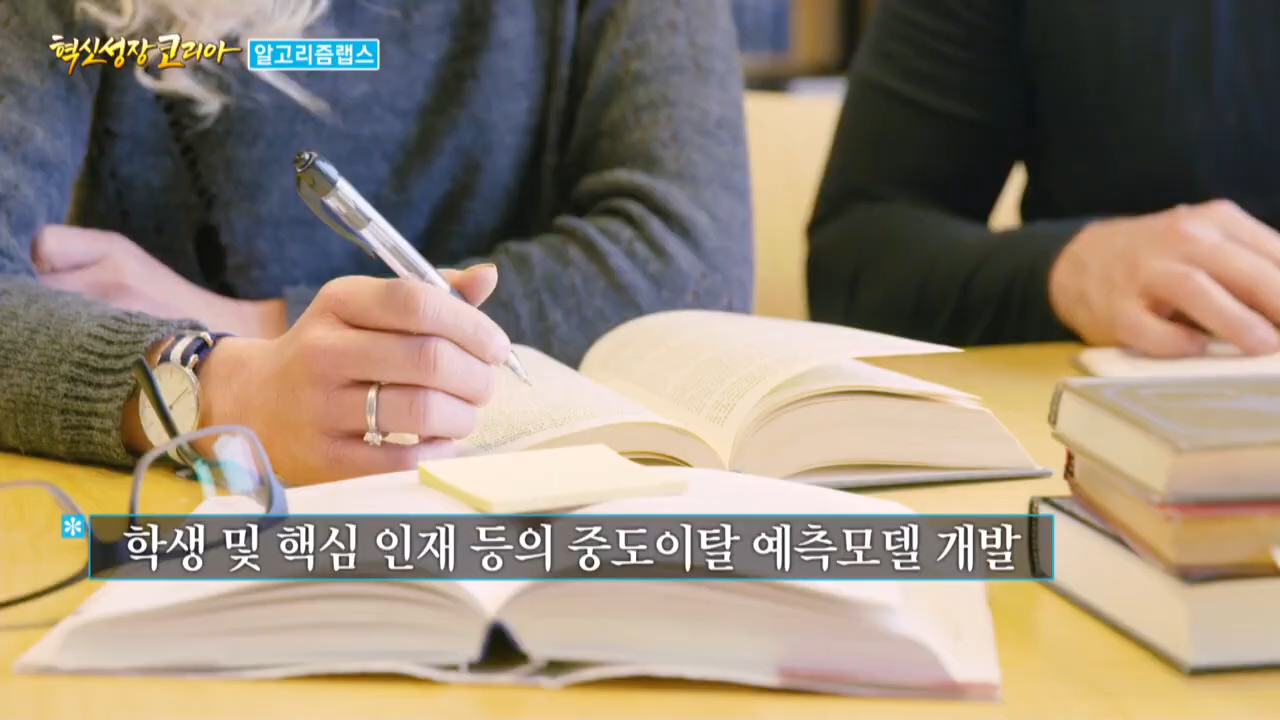 혁신성장 코리아 알고리즘랩스
학생 및 핵심 인재 등의 중도이탈 예측모델 개발